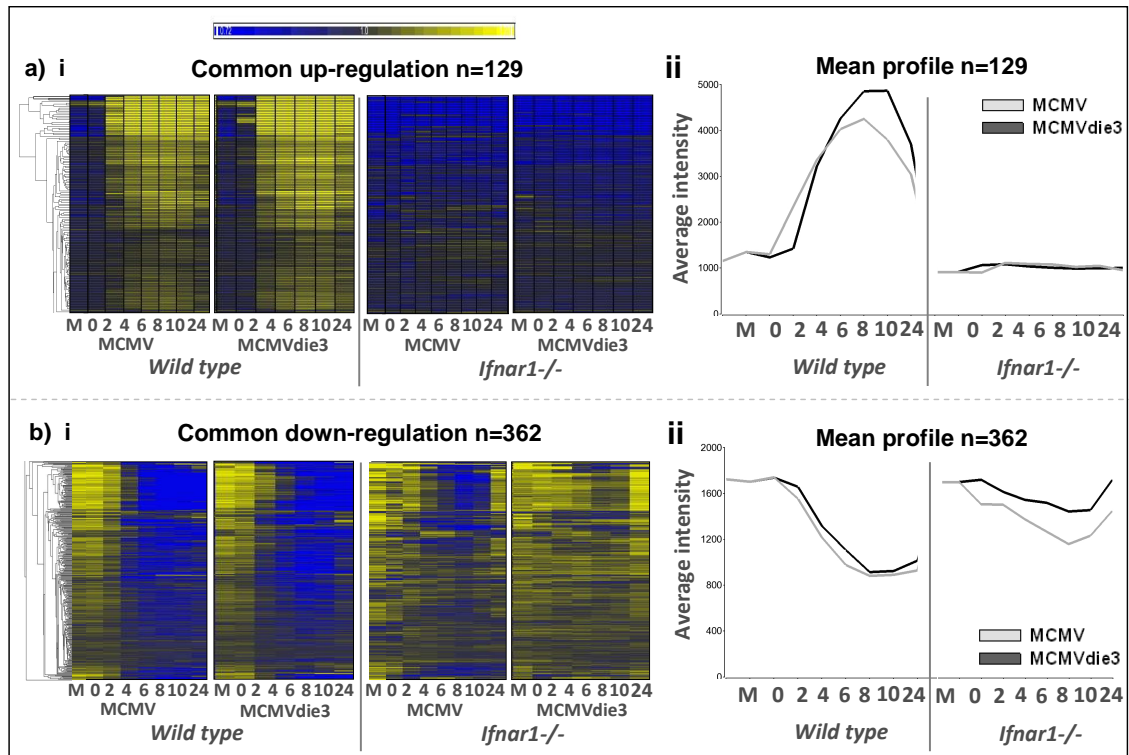 0.72 1.0
a) i Common up-regulation n=129
M 0 2 4 6 8 10 24 M 0 2 4 6 8 10 24 M 0 2 4 6 8 10 24 M 0 2 4 6 8 10 24
MCMV MCMVdie3 MCMV MCMVdie3
Wild type Ifnar1-/-
ii Mean profile n=129
MCMV
MCMVdie3
Average intensity
5000
4000
3000
2000
1000
0
M 0 2 4 6 8 10 24 M 0 2 4 6 8 10 24
Wild type Ifnar1-/-
b) i Common down-regulation n=362
M 0 2 4 6 8 10 24 M 0 2 4 6 8 10 24 M 0 2 4 6 8 10 24 M 0 2 4 6 8 10 24
MCMV MCMVdie3 MCMV MCMVdie3
Wild type Ifnar1-/-
ii Mean profile n=362
Average intensity
2000
1600
1200
800
400
0
MCMV
MCMVdie3
M 0 2 4 6 8 10 24 M 0 2 4 6 8 10 24
Wild type Ifnar1-/-